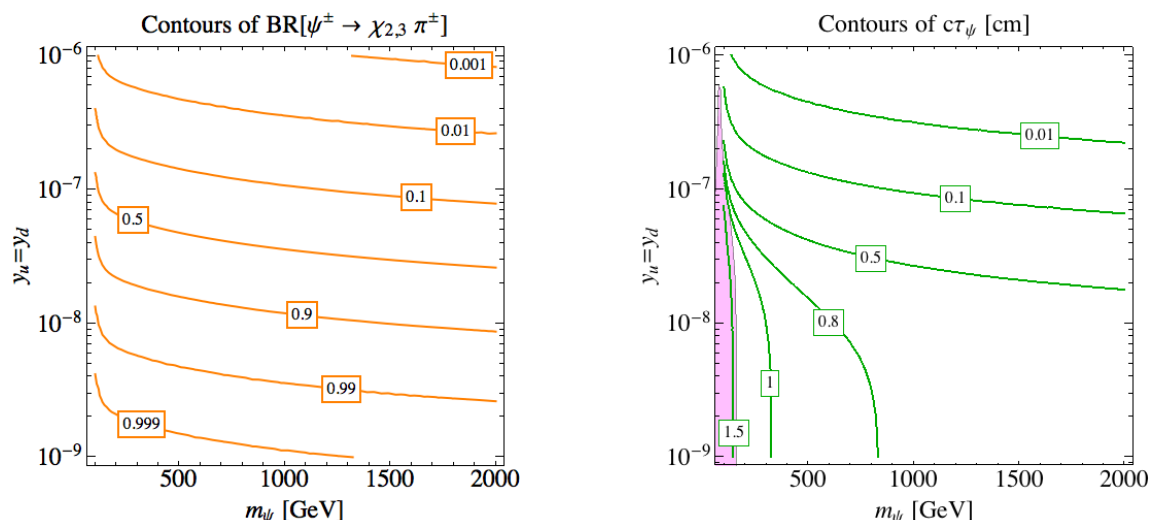 Contours of BR[ψ± → χ2,3 π±]
10⁻⁶
0.001
0.01
10⁻⁷
0.1
0.5
yu=yd
10⁻⁸
0.9
0.99
0.999
10⁻⁹
500 1000 1500 2000
mψ [GeV]
Contours of cτψ [cm]
10⁻⁶
0.01
10⁻⁷
0.1
0.5
yu=yd
10⁻⁸
0.8
1
1.5
10⁻⁹
500 1000 1500 2000
mψ [GeV]